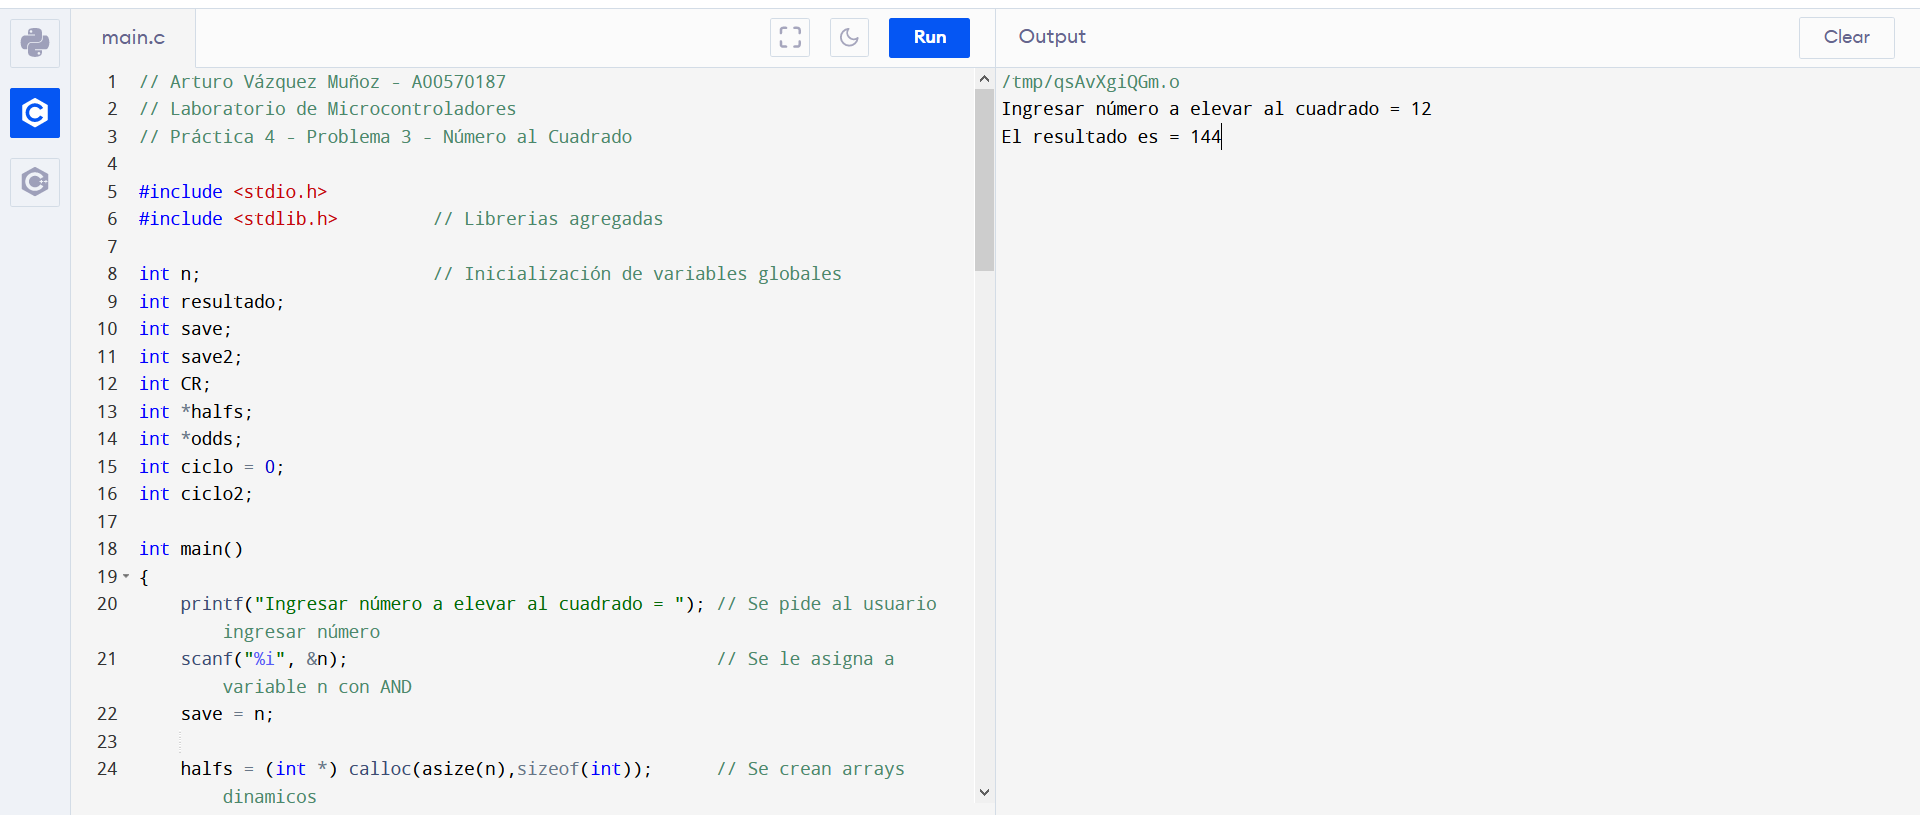 main.c
Run
Output
Clear
1 // Arturo Vázquez Muñoz - A00570187
2 // Laboratorio de Microcontroladores
3 // Práctica 4 - Problema 3 - Número al Cuadrado
4
5 #include <stdio.h>
6 #include <stdlib.h> // Librerias agregadas
7
8 int n; // Inicialización de variables globales
9 int resultado;
10 int save;
11 int save2;
12 int CR;
13 int *halfs;
14 int *odds;
15 int ciclo = 0;
16 int ciclo2;
17
18 int main()
19 {
20 printf("Ingresar número a elevar al cuadrado = "); // Se pide al usuario
ingresar número
21 scanf("%i", &n); // Se le asigna a
variable n con AND
22 save = n;
23
24 halfs = (int *) calloc(asize(n),sizeof(int)); // Se crean arrays
dinamicos
/tmp/qsAvXgiQGm.o
Ingresar número a elevar al cuadrado = 12
El resultado es = 144